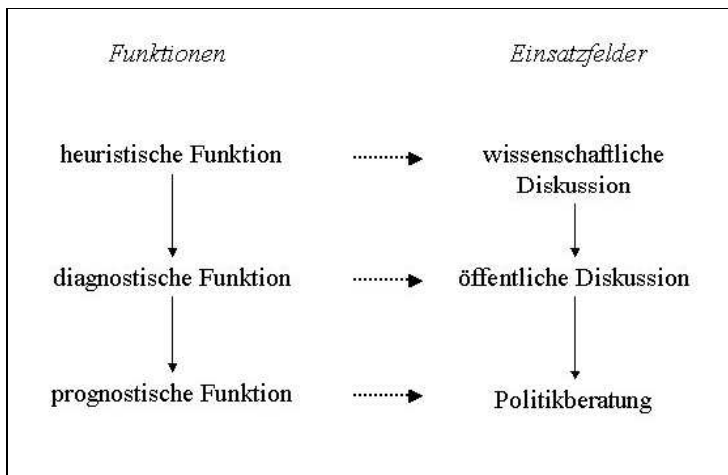 Funktionen
Einsatzfelder
heuristische Funktion
wissenschaftliche
Diskussion
diagnostische Funktion
öffentliche Diskussion
prognostische Funktion
Politikberatung